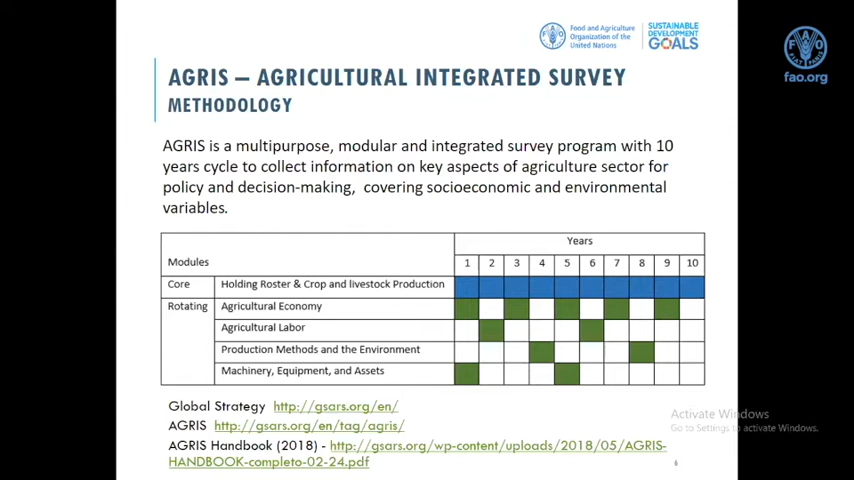 Food and Agriculture
Organization of the
United Nations
SUSTAINABLE
DEVELOPMENT
GOALS
FAO
FIAT PANIS
fao.org
AGRIS – AGRICULTURAL INTEGRATED SURVEY
METHODOLOGY
AGRIS is a multipurpose, modular and integrated survey program with 10
years cycle to collect information on key aspects of agriculture sector for
policy and decision-making, covering socioeconomic and environmental
variables.
Years
Modules
1 2 3 4 5 6 7 8 9 10
Core Holding Roster & Crop and livestock Production
Rotating Agricultural Economy
Agricultural Labor
Production Methods and the Environment
Machinery, Equipment, and Assets
Global Strategy http://gsars.org/en/
AGRIS http://gsars.org/en/tag/agris/
AGRIS Handbook (2018) - http://gsars.org/wp-content/uploads/2018/05/AGRIS-
HANDBOOK-completo-02-24.pdf
Activate Windows
Go to Settings to activate Windows.
6